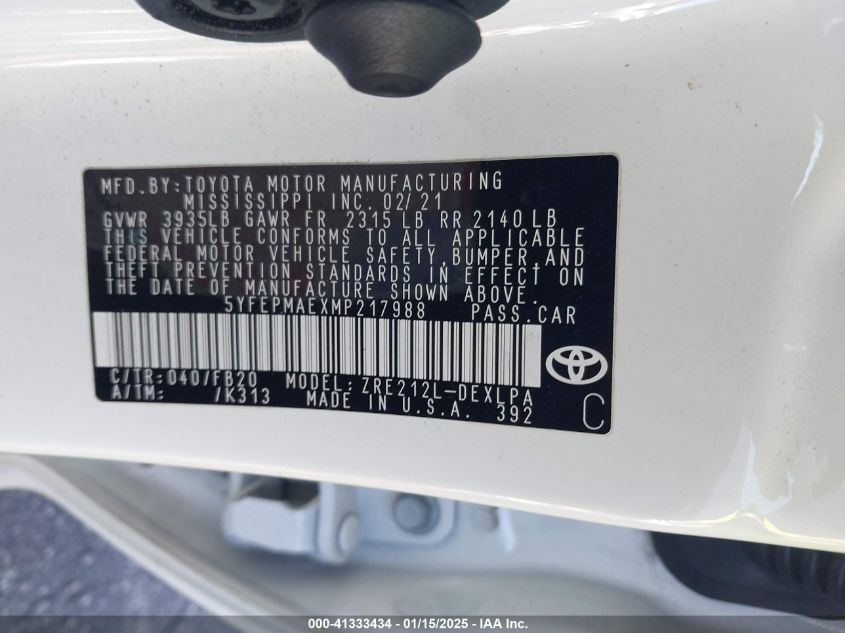 MFD.BY:TOYOTA MOTOR MANUFACTURING
MISSISSIPPI INC. 02/21
GVWR 3935LB GAWR FR 2315 LB RR 2140 LB
THIS VEHICLE CONFORMS TO ALL APPLICABLE
FEDERAL MOTOR VEHICLE SAFETY, BUMPER, AND
THEFT PREVENTION STANDARDS IN EFFECT ON
THE DATE OF MANUFACTURE SHOWN ABOVE.
5YFEPMAEXMP217988 PASS.CAR
C/TR:040/FB20 MODEL: ZRE212L-DEXLPA
A/TM: /K313 MADE IN U.S.A. 392
C
000-41333434 - 01/15/2025 - IAA Inc.